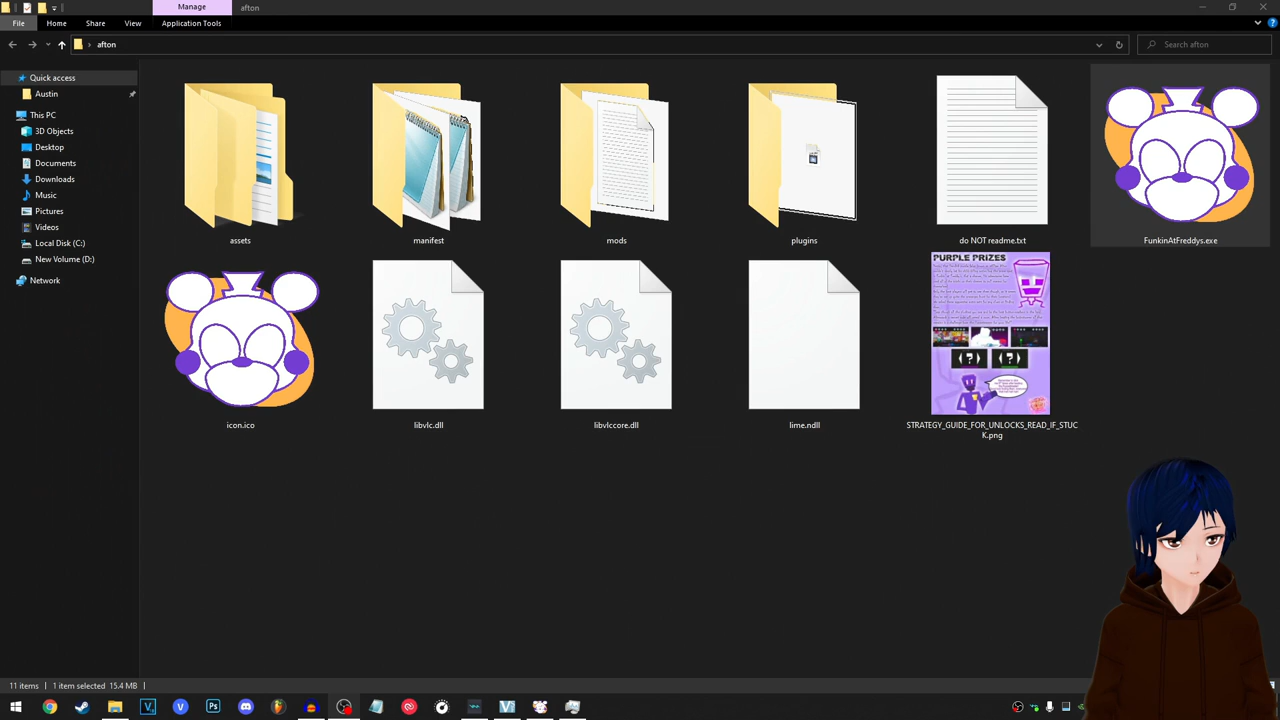 Manage
afton
File
Home
Share
View
Application Tools
afton
Search afton
Quick access
Austin
This PC
3D Objects
Desktop
Documents
Downloads
Music
Pictures
Videos
Local Disk (C:)
New Volume (D:)
Network
assets
manifest
mods
plugins
do NOT readme.txt
FunkinAtFreddys.exe
PURPLE PRIZES
(?)
(?)
icon.ico
libvlc.dll
libvlccore.dll
lime.ndll
STRATEGY_GUIDE_FOR_UNLOCKS_READ_IF_STUC
K.png
11 items
1 item selected 15.4 MB